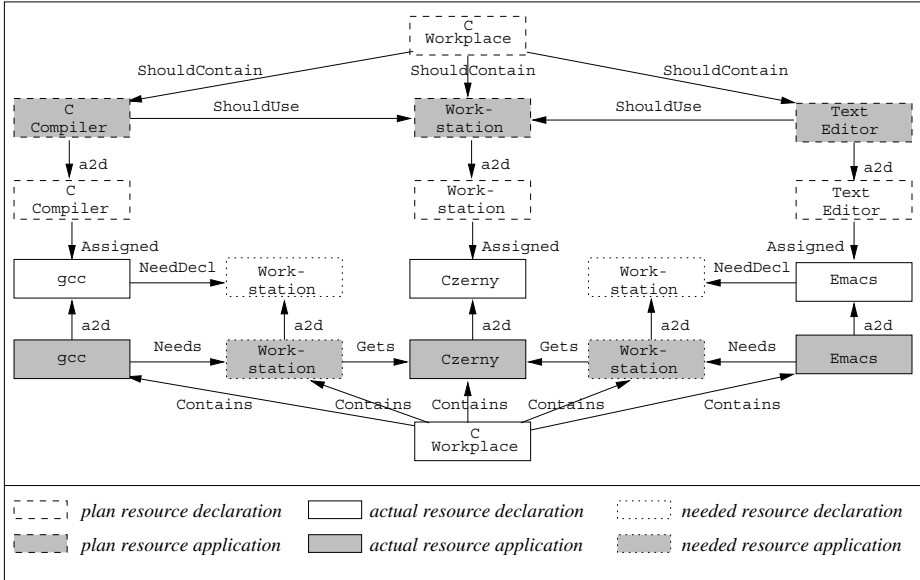 C
Workplace
ShouldContain
ShouldContain
ShouldContain
C
Compiler
ShouldUse
Work-
station
ShouldUse
Text
Editor
a2d
a2d
a2d
C
Compiler
Work-
station
Text
Editor
Assigned
Assigned
Assigned
gcc
NeedDecl
Work-
station
Czerny
Work-
station
NeedDecl
Emacs
a2d
a2d
a2d
a2d
a2d
gcc
Needs
Work-
station
Gets
Czerny
Gets
Work-
station
Needs
Emacs
Contains
Contains
Contains
Contains
Contains
C
Workplace
plan resource declaration
actual resource declaration
needed resource declaration
plan resource application
actual resource application
needed resource application